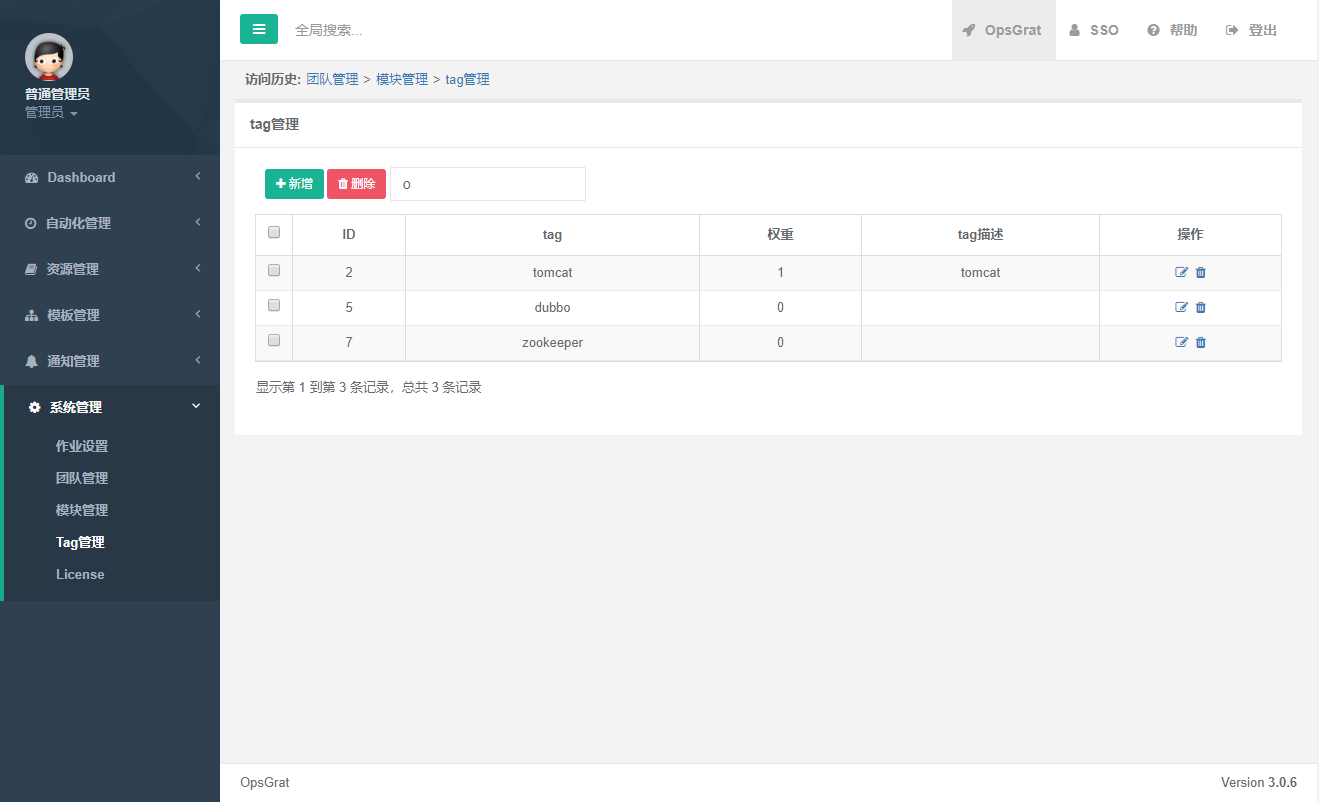 普通管理员
管理员
Dashboard
自动化管理
资源管理
模板管理
通知管理
系统管理
作业设置
团队管理
模块管理
Tag管理
License
全局搜索...
OpsGrat
SSO
帮助
登出
访问历史: 团队管理 > 模块管理 > tag管理
tag管理
新增 删除 o
ID tag 权重 tag描述 操作
2 tomcat 1 tomcat
5 dubbo 0
7 zookeeper 0
显示第 1 到第 3 条记录，总共 3 条记录
OpsGrat
Version 3.0.6